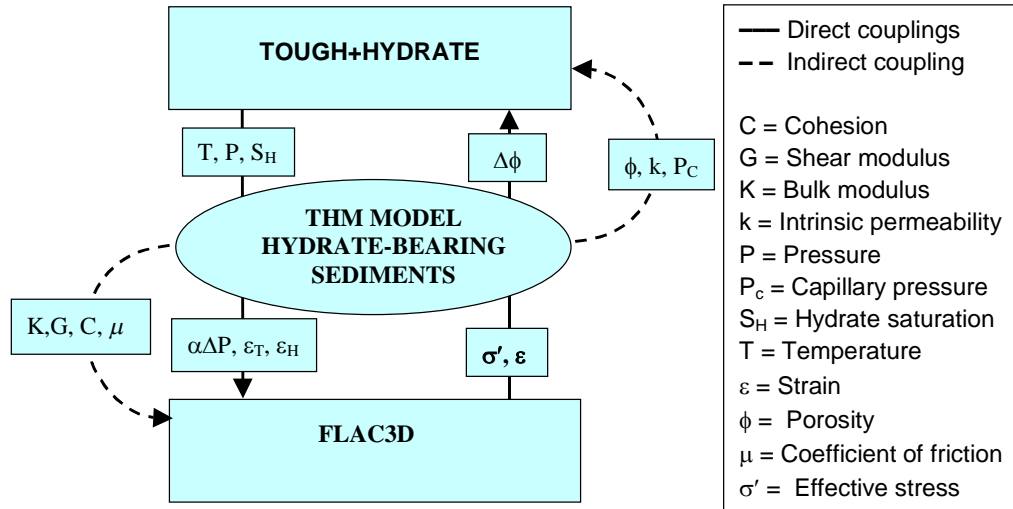 TOUGH+HYDRATE
T, P, S_H
Δϕ
ϕ, k, P_C
THM MODEL
HYDRATE-BEARING
SEDIMENTS
K,G, C, μ
αΔP, ε_T, ε_H
σ′, ε
FLAC3D
Direct couplings
Indirect coupling
C = Cohesion
G = Shear modulus
K = Bulk modulus
k = Intrinsic permeability
P = Pressure
P_c = Capillary pressure
S_H = Hydrate saturation
T = Temperature
ε = Strain
ϕ = Porosity
μ = Coefficient of friction
σ′ = Effective stress